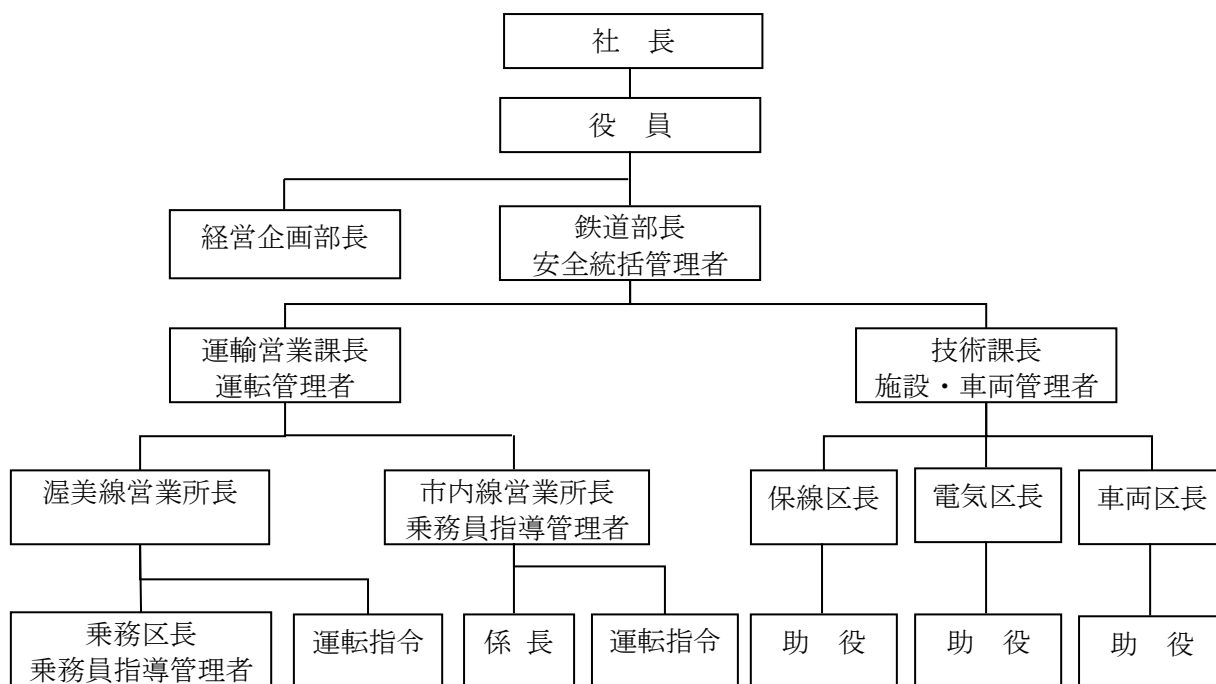 社 長
役 員
経営企画部長
鉄道部長
安全統括管理者
運輸営業課長
運転管理者
技術課長
施設・車両管理者
渥美線営業所長
市内線営業所長
乗務員指導管理者
保線区長
電気区長
車両区長
乗務区長
乗務員指導管理者
運転指令
係 長
運転指令
助 役
助 役
助 役